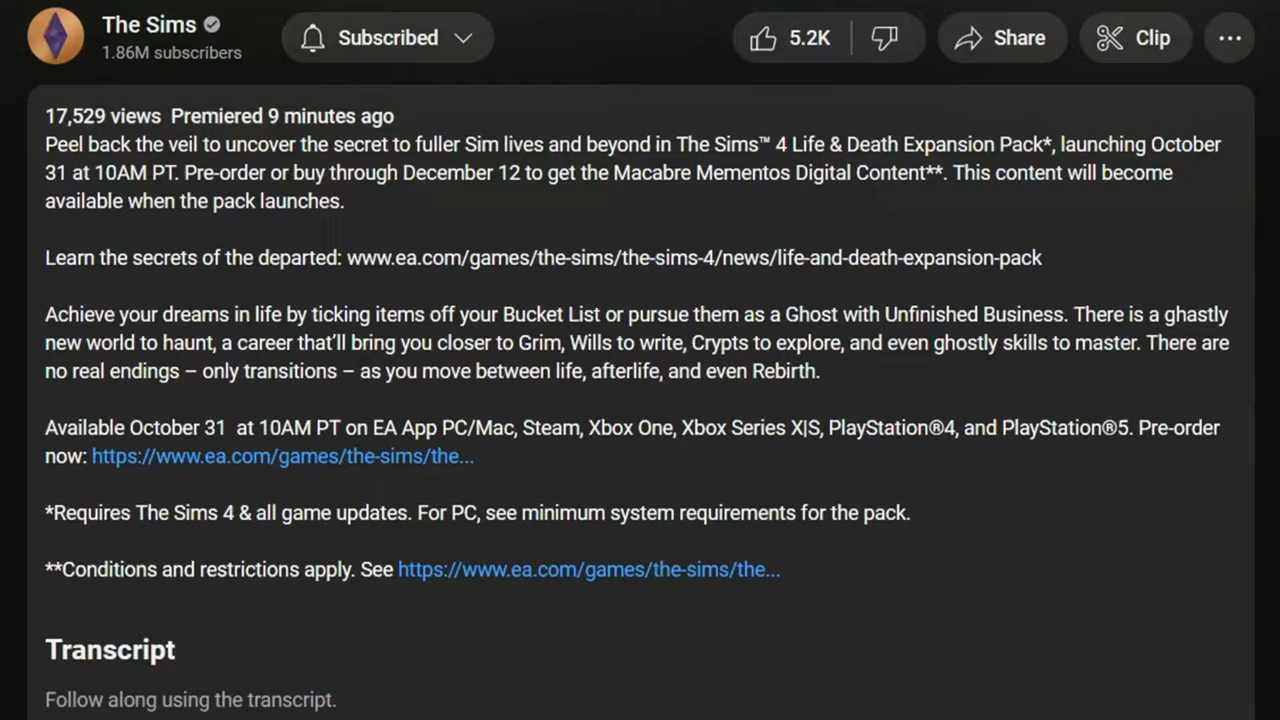 The Sims
1.86M subscribers
Subscribed
5.2K
Share
Clip
17,529 views  Premiered 9 minutes ago
Peel back the veil to uncover the secret to fuller Sim lives and beyond in The Sims™ 4 Life & Death Expansion Pack*, launching October
31 at 10AM PT. Pre-order or buy through December 12 to get the Macabre Mementos Digital Content**. This content will become
available when the pack launches.
Learn the secrets of the departed: www.ea.com/games/the-sims/the-sims-4/news/life-and-death-expansion-pack
Achieve your dreams in life by ticking items off your Bucket List or pursue them as a Ghost with Unfinished Business. There is a ghastly
new world to haunt, a career that’ll bring you closer to Grim, Wills to write, Crypts to explore, and even ghostly skills to master. There are
no real endings – only transitions – as you move between life, afterlife, and even Rebirth.
Available October 31  at 10AM PT on EA App PC/Mac, Steam, Xbox One, Xbox Series X|S, PlayStation®4, and PlayStation®5. Pre-order
now: https://www.ea.com/games/the-sims/the...
*Requires The Sims 4 & all game updates. For PC, see minimum system requirements for the pack.
**Conditions and restrictions apply. See https://www.ea.com/games/the-sims/the...
Transcript
Follow along using the transcript.